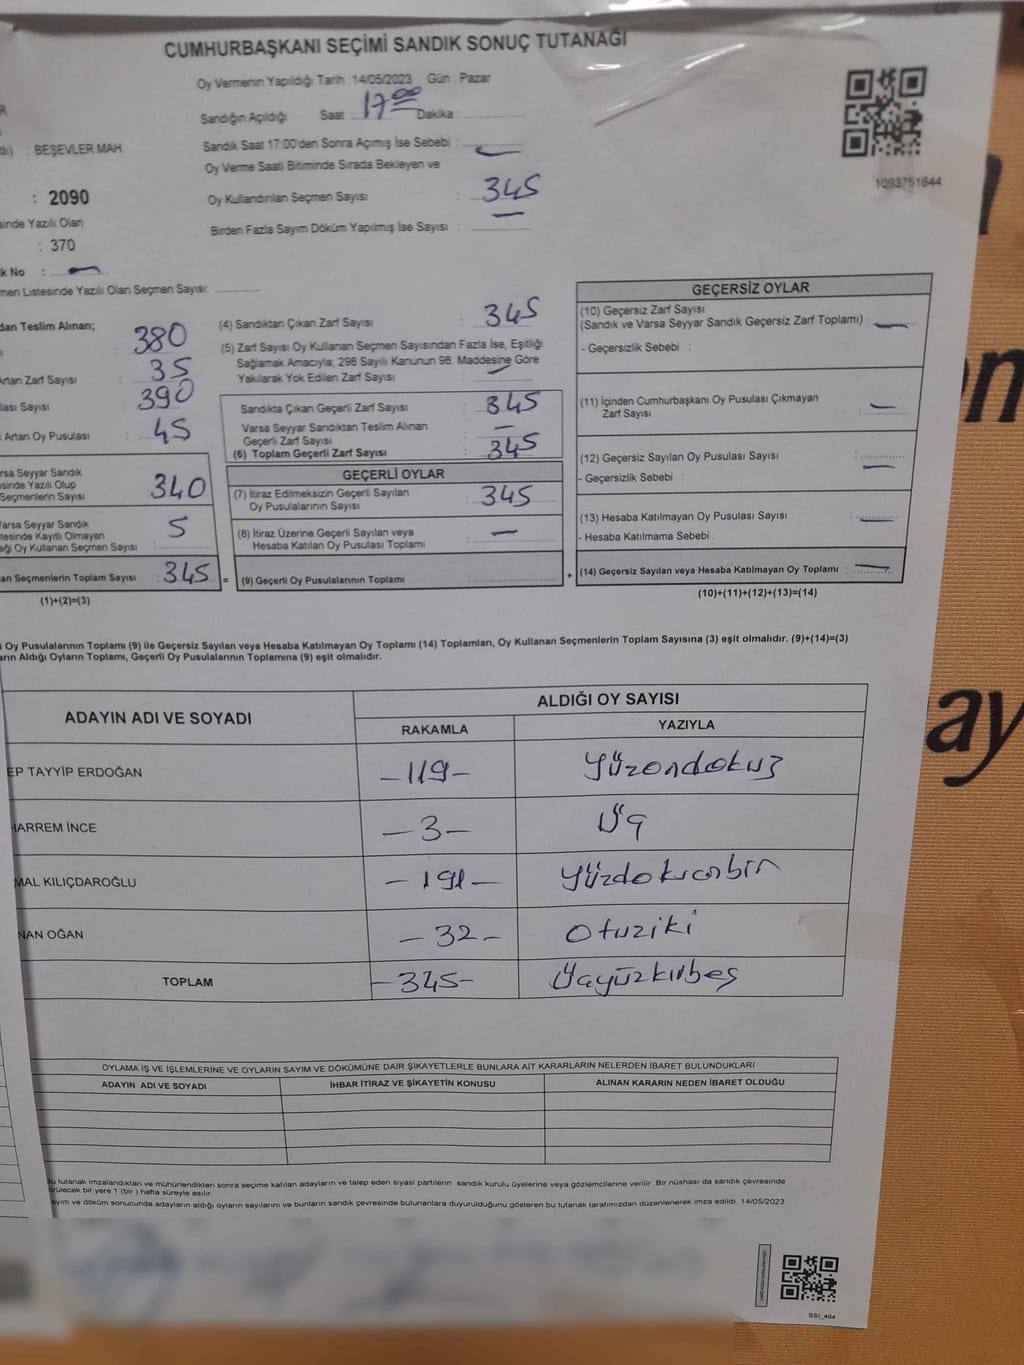 CUMHURBAŞKANI SEÇİMİ SANDIK SONUÇ TUTANAĞI
Oy Vermenin Yapıldığı Tarih : 14/05/2023 Gün : Pazar
Sandığın Açıldığı Saat : 17 00 Dakika :
: BEŞEVLER MAH.
Sandık Saat 17:00'den Sonra Açımış İse Sebebi :
Oy Verme Saati Bitiminde Sırada Bekleyen ve
Oy Kullandırılan Seçmen Sayısı : 345
Birden Fazla Sayım Döküm Yapılmış İse Sayısı : —
1093751644
: 2090
sinde Yazılı Olan
: 370
k No : —
men Listesinde Yazılı Olan Seçmen Sayısı:
dan Teslim Alınan;
380
Artan Zarf Sayısı : 35
lası Sayısı : 390
Artan Oy Pusulası : 45
rsa Seyyar Sandık
sinde Yazılı Olup
Seçmenlerin Sayısı 340
Varsa Seyyar Sandık
tesinde Kayıtlı Olmayan
eği Oy Kullanan Seçmen Sayısı : 5
an Seçmenlerin Toplam Sayısı : 345 =
(1)+(2)=(3)
(4) Sandıktan Çıkan Zarf Sayısı : 345
(5) Zarf Sayısı Oy Kullanan Seçmen Sayısından Fazla İse, Eşitliği
Sağlamak Amacıyla; 298 Sayılı Kanunun 98. Maddesine Göre
Yakılarak Yok Edilen Zarf Sayısı : —
Sandıkta Çıkan Geçerli Zarf Sayısı : 345
Varsa Seyyar Sandıktan Teslim Alınan
Geçerli Zarf Sayısı : —
(6) Toplam Geçerli Zarf Sayısı : 345
GEÇERLİ OYLAR
(7) İtiraz Edilmeksizin Geçerli Sayılan
Oy Pusulalarının Sayısı : 345
(8) İtiraz Üzerine Geçerli Sayılan veya
Hesaba Katılan Oy Pusulası Toplamı : —
(9) Geçerli Oy Pusulalarının Toplamı : +
GEÇERSİZ OYLAR
(10) Geçersiz Zarf Sayısı
(Sandık ve Varsa Seyyar Sandık Geçersiz Zarf Toplamı) : —
- Geçersizlik Sebebi :
(11) İçinden Cumhurbaşkanı Oy Pusulası Çıkmayan
Zarf Sayısı : —
(12) Geçersiz Sayılan Oy Pusulası Sayısı : —
- Geçersizlik Sebebi :
(13) Hesaba Katılmayan Oy Pusulası Sayısı : —
- Hesaba Katılmama Sebebi :
(14) Geçersiz Sayılan veya Hesaba Katılmayan Oy Toplamı : —
(10)+(11)+(12)+(13)=(14)
Oy Pusulalarının Toplamı (9) ile Geçersiz Sayılan veya Hesaba Katılmayan Oy Toplamı (14) Toplamları, Oy Kullanan Seçmenlerin Toplam Sayısına (3) eşit olmalıdır. (9)+(14)=(3)
arın Aldığı Oyların Toplamı, Geçerli Oy Pusulalarının Toplamına (9) eşit olmalıdır.
ADAYIN ADI VE SOYADI
ALDIĞI OY SAYISI
RAKAMLA YAZIYLA
EP TAYYİP ERDOĞAN -119- Yüzondokuz
HARREM İNCE -3- Üç
MAL KILIÇDAROĞLU -191- Yüzdoksanbir
NAN OĞAN -32- Otuziki
TOPLAM -345- Üçyüzkırbeş
OYLAMA İŞ VE İŞLEMLERİNE VE OYLARIN SAYIM VE DÖKÜMÜNE DAİR ŞİKAYETLERLE BUNLARA AİT KARARLARIN NELERDEN İBARET BULUNDUKLARI
ADAYIN ADI VE SOYADI İHBAR İTİRAZ VE ŞİKAYETİN KONUSU ALINAN KARARIN NEDEN İBARET OLDUĞU
bu tutanak imzalandıktan ve mühürlendikten sonra seçime katılan adayların ve talep eden siyasi partilerin sandık kurulu üyelerine veya gözlemcilerine verilir. Bir nüshası da sandık çevresinde
örülecek bir yere 1 (bir) hafta süreyle asılır
ayım ve döküm sonucunda adayların aldığı oyların sayılarını ve bunların sandık çevresinde bulunanlara duyurulduğunu gösteren bu tutanak tarafımızdan düzenlenerek imza edildi. 14/05/2023
SSI_404
ay